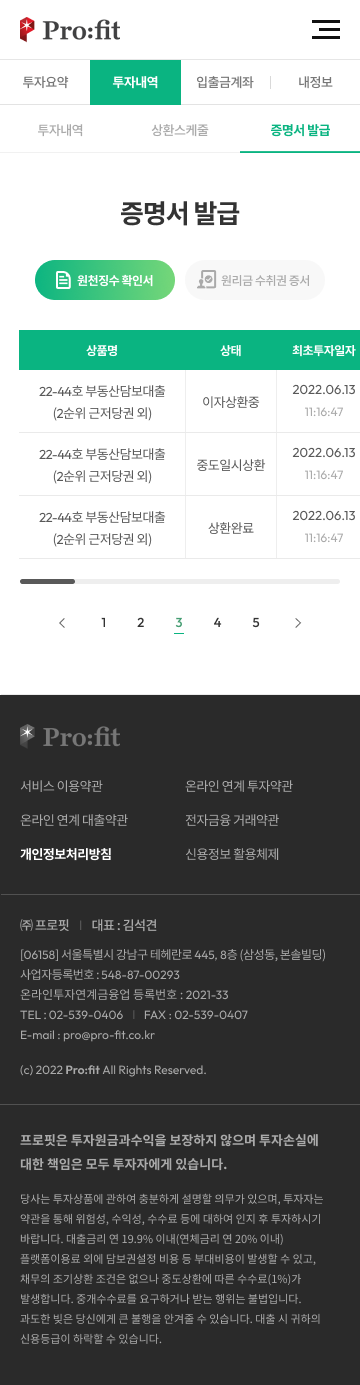 Pro:fit
투자요약 투자내역 입출금계좌 내정보
투자내역 상환스케줄 증명서 발급
증명서 발급
원천징수 확인서 원리금 수취권 증서
상품명 상태 최초투자일자
22-44호 부동산담보대출
(2순위 근저당권 외)
이자상환중
2022.06.13
11:16:47
22-44호 부동산담보대출
(2순위 근저당권 외)
중도일시상환
2022.06.13
11:16:47
22-44호 부동산담보대출
(2순위 근저당권 외)
상환완료
2022.06.13
11:16:47
1 2 3 4 5
Pro:fit
서비스 이용약관 온라인 연계 투자약관
온라인 연계 대출약관 전자금융 거래약관
개인정보처리방침 신용정보 활용체제
㈜ 프로핏 | 대표 : 김석견
[06158] 서울특별시 강남구 테헤란로 445, 8층 (삼성동, 본솔빌딩)
사업자등록번호 : 548-87-00293
온라인투자연계금융업 등록번호 : 2021-33
TEL : 02-539-0406 | FAX : 02-539-0407
E-mail : pro@pro-fit.co.kr
(c) 2022 Pro:fit All Rights Reserved.
프로핏은 투자원금과수익을 보장하지 않으며 투자손실에
대한 책임은 모두 투자자에게 있습니다.
당사는 투자상품에 관하여 충분하게 설명할 의무가 있으며, 투자자는
약관을 통해 위험성, 수익성, 수수료 등에 대하여 인지 후 투자하시기
바랍니다. 대출금리 연 19.9% 이내(연체금리 연 20% 이내)
플랫폼이용료 외에 담보권설정 비용 등 부대비용이 발생할 수 있고,
채무의 조기상환 조건은 없으나 중도상환에 따른 수수료(1%)가
발생합니다. 중개수수료를 요구하거나 받는 행위는 불법입니다.
과도한 빚은 당신에게 큰 불행을 안겨줄 수 있습니다. 대출 시 귀하의
신용등급이 하락할 수 있습니다.